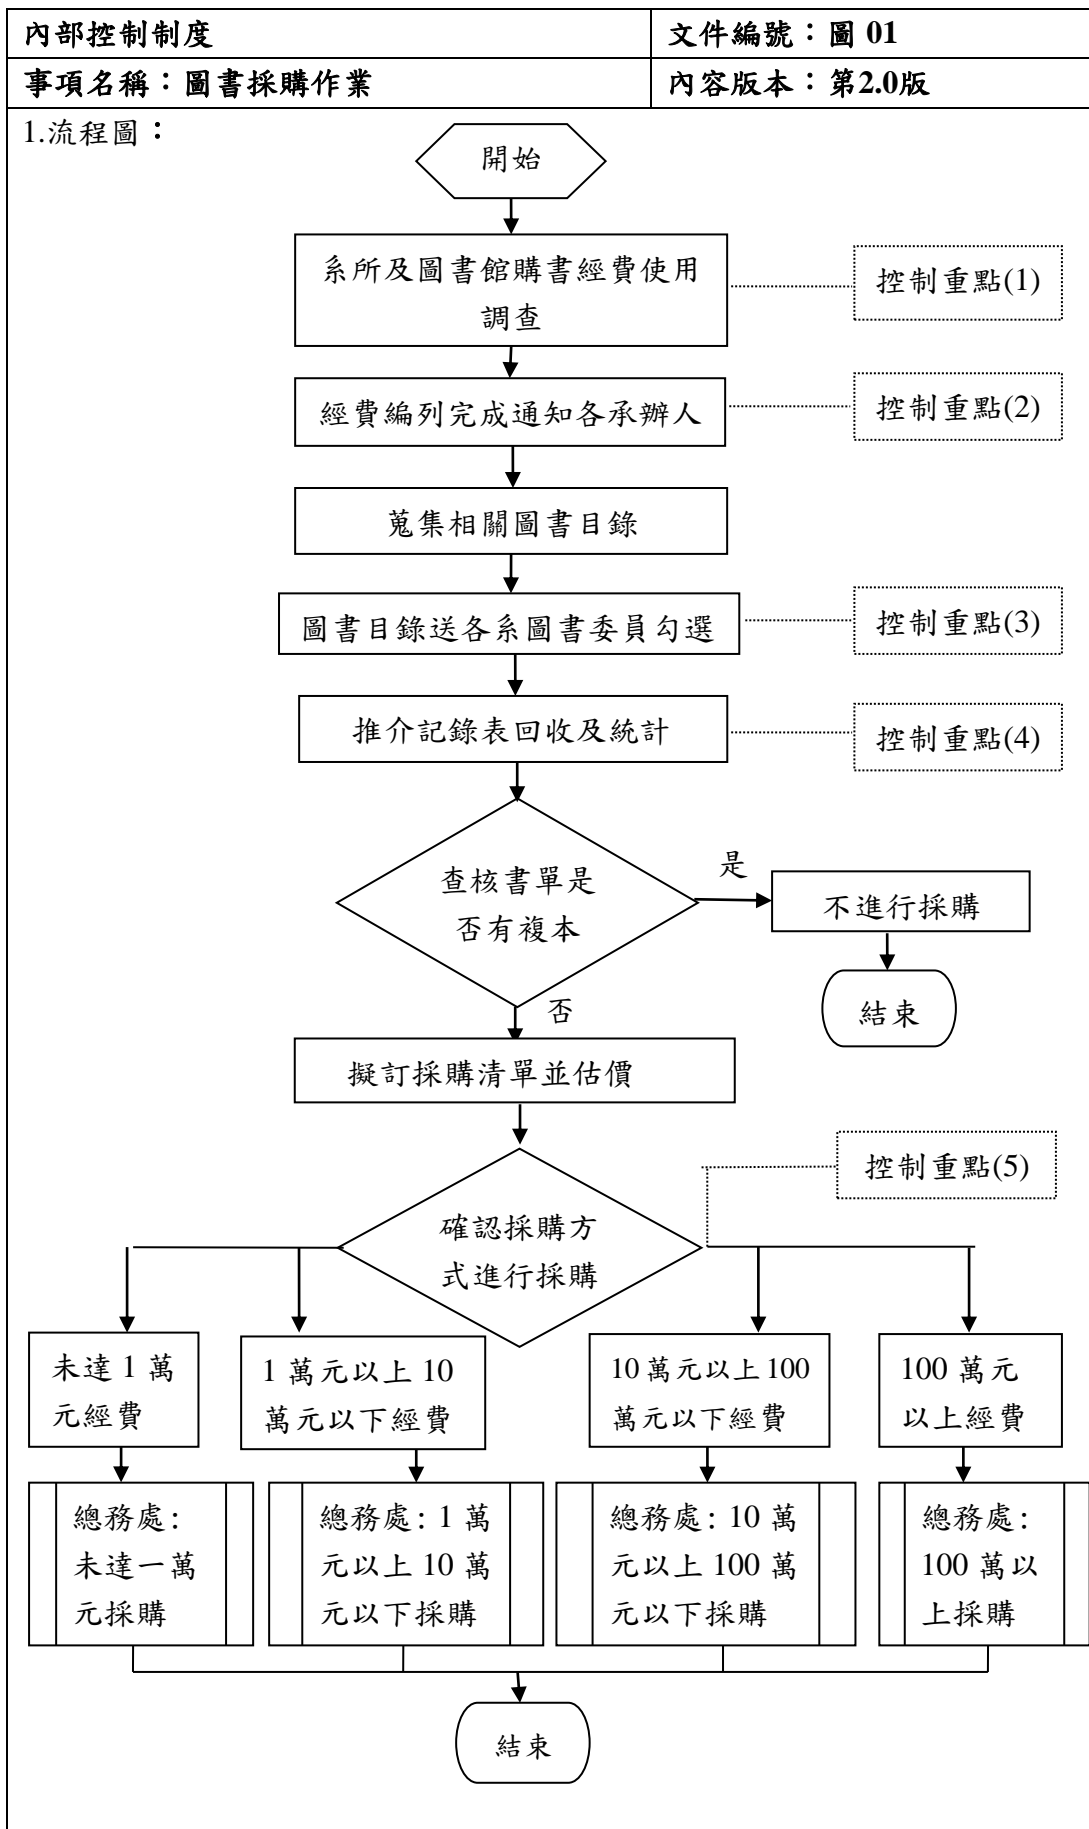 內部控制制度
文件編號：圖 01
事項名稱：圖書採購作業
內容版本：第2.0版
1.流程圖：
開始
系所及圖書館購書經費使用
調查
控制重點(1)
經費編列完成通知各承辦人
控制重點(2)
蒐集相關圖書目錄
圖書目錄送各系圖書委員勾選
控制重點(3)
推介記錄表回收及統計
控制重點(4)
查核書單是
否有複本
是
不進行採購
結束
否
擬訂採購清單並估價
控制重點(5)
確認採購方
式進行採購
未達 1 萬
元經費
1 萬元以上 10
萬元以下經費
10 萬元以上 100
萬元以下經費
100 萬元
以上經費
總務處：
未達一萬
元採購
總務處：1 萬
元以上 10 萬
元以下採購
總務處：10 萬
元以上 100 萬
元以下採購
總務處：
100 萬以
上採購
結束